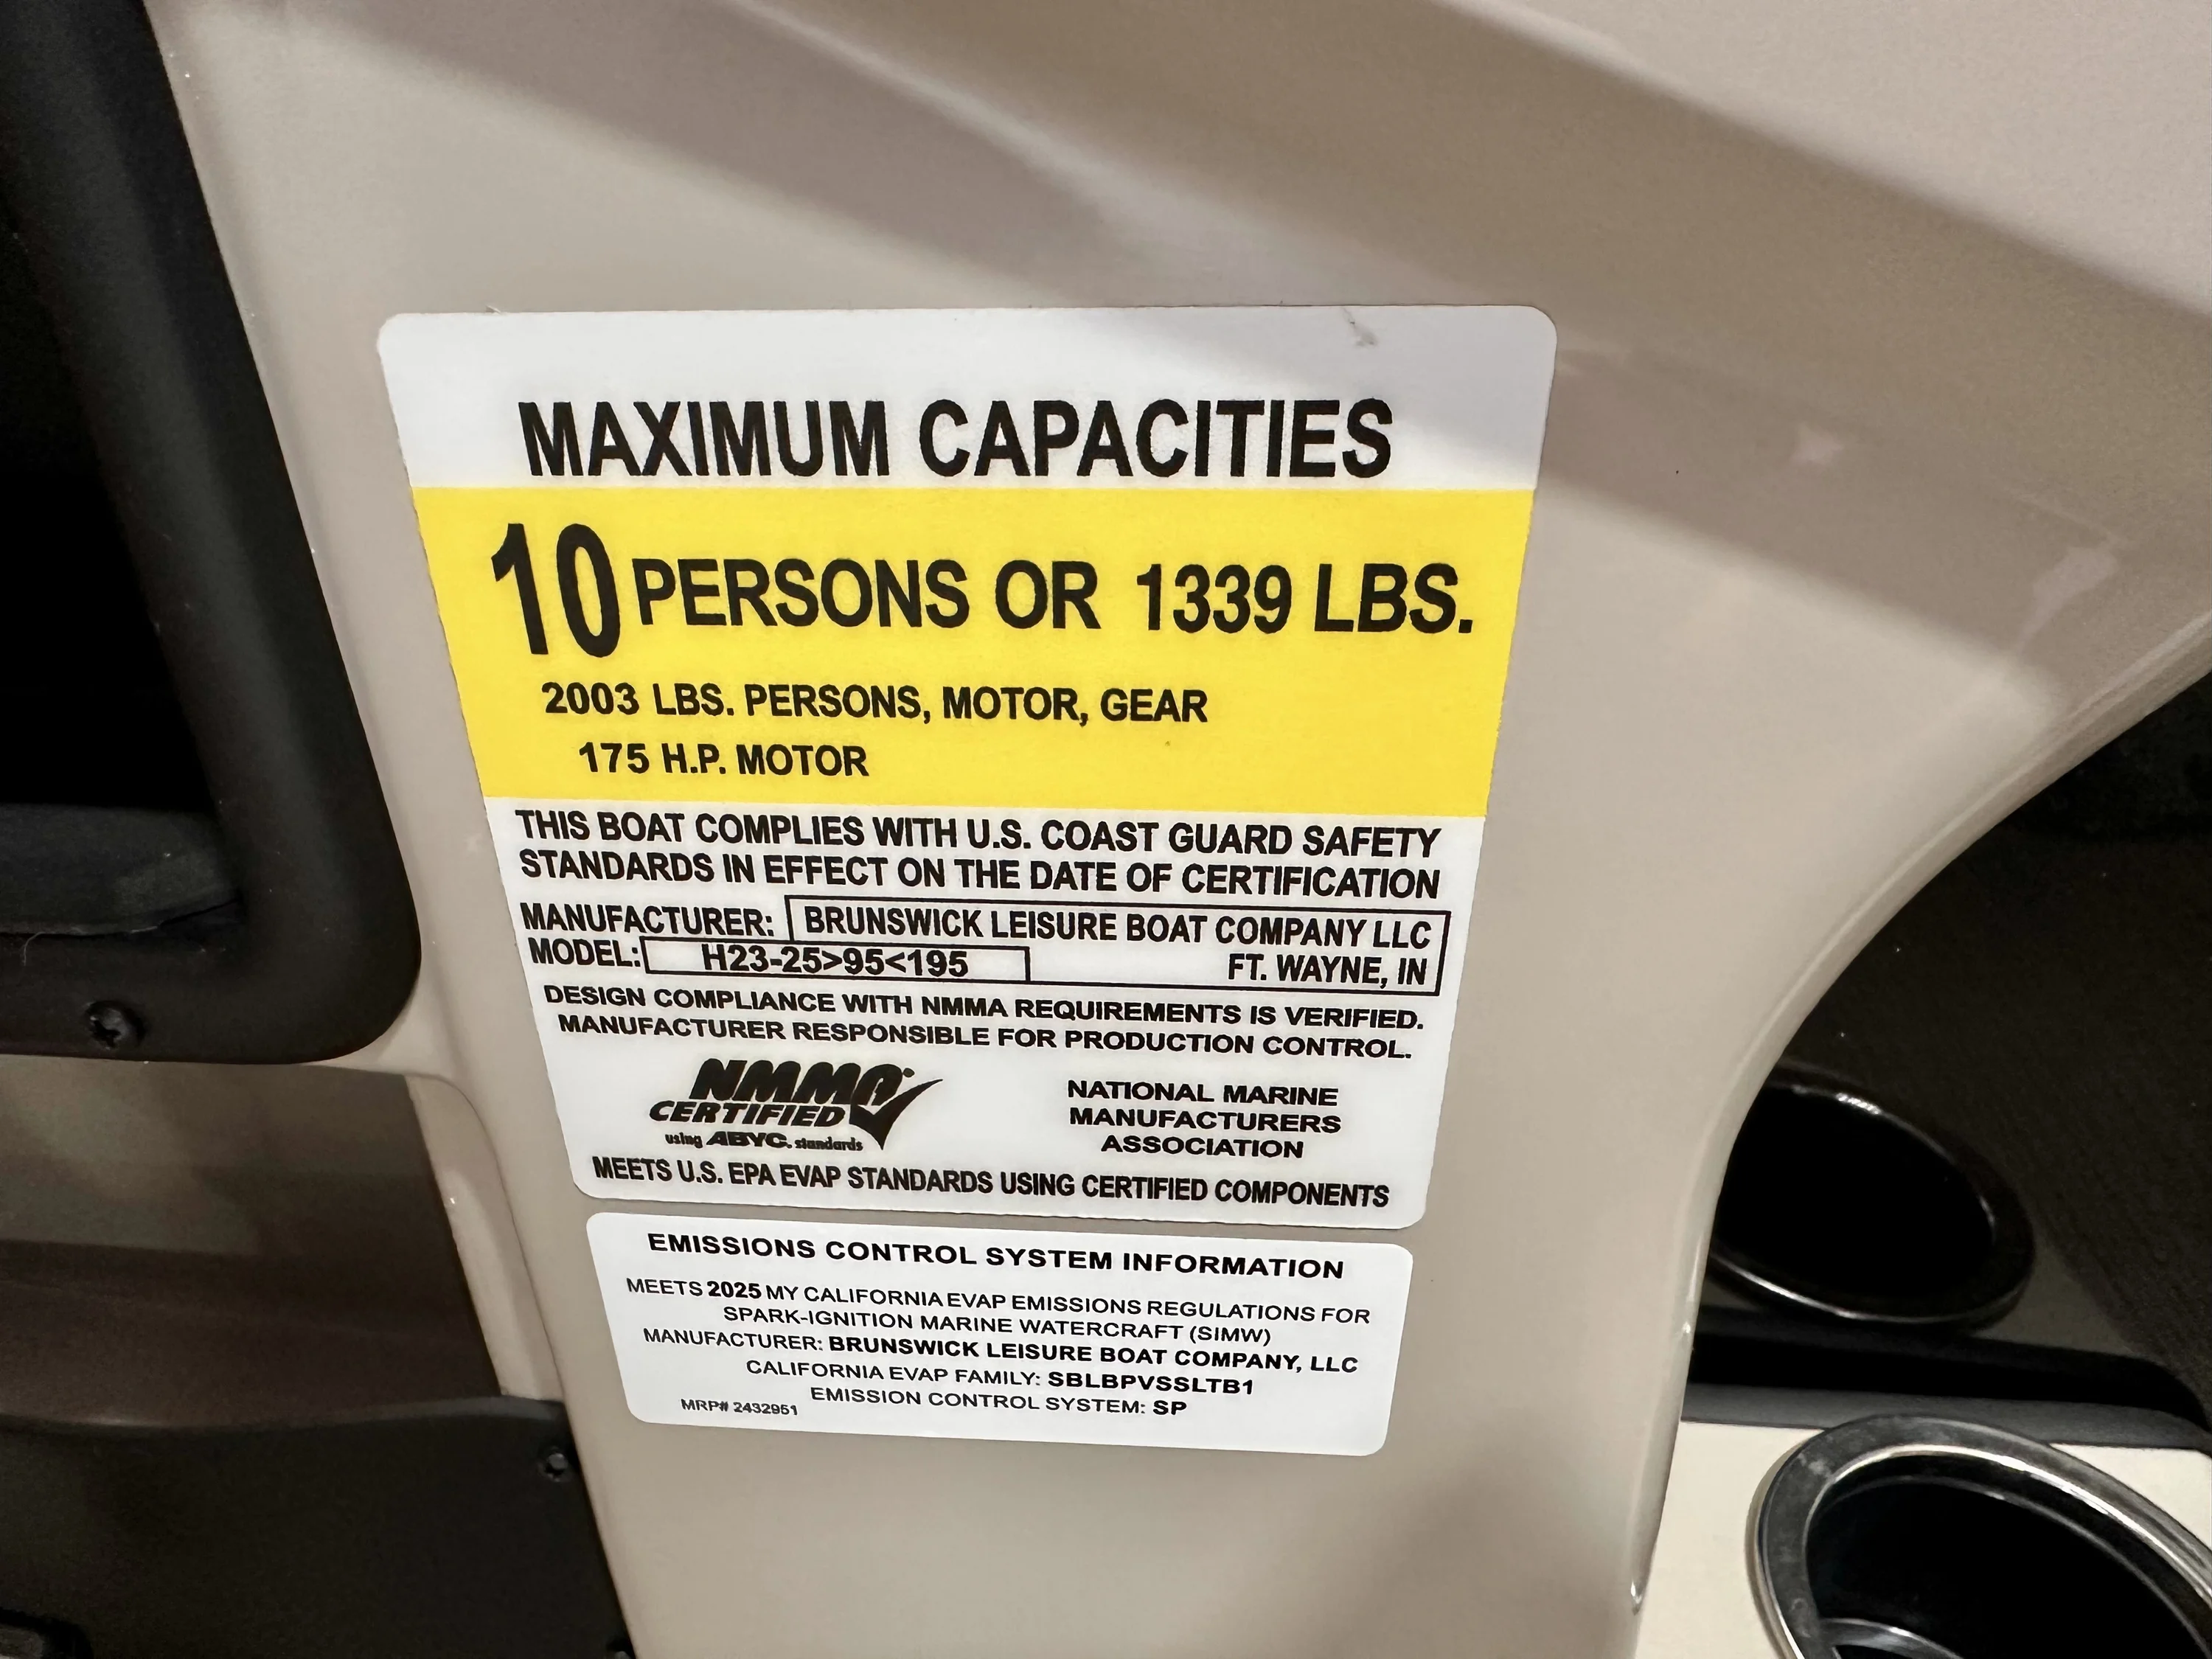 MAXIMUM CAPACITIES
10 PERSONS OR 1339 LBS.
2003 LBS. PERSONS, MOTOR, GEAR
175 H.P. MOTOR
THIS BOAT COMPLIES WITH U.S. COAST GUARD SAFETY
STANDARDS IN EFFECT ON THE DATE OF CERTIFICATION
MANUFACTURER: BRUNSWICK LEISURE BOAT COMPANY LLC
MODEL: H23-25>95<195 FT. WAYNE, IN
DESIGN COMPLIANCE WITH NMMA REQUIREMENTS IS VERIFIED.
MANUFACTURER RESPONSIBLE FOR PRODUCTION CONTROL.
NMMA
CERTIFIED
using ABYC. standards
NATIONAL MARINE
MANUFACTURERS
ASSOCIATION
MEETS U.S. EPA EVAP STANDARDS USING CERTIFIED COMPONENTS
EMISSIONS CONTROL SYSTEM INFORMATION
MEETS 2025 MY CALIFORNIA EVAP EMISSIONS REGULATIONS FOR
SPARK-IGNITION MARINE WATERCRAFT (SIMW)
MANUFACTURER: BRUNSWICK LEISURE BOAT COMPANY, LLC
CALIFORNIA EVAP FAMILY: SBLBPVSSLTB1
EMISSION CONTROL SYSTEM: SP
MRP# 2432951